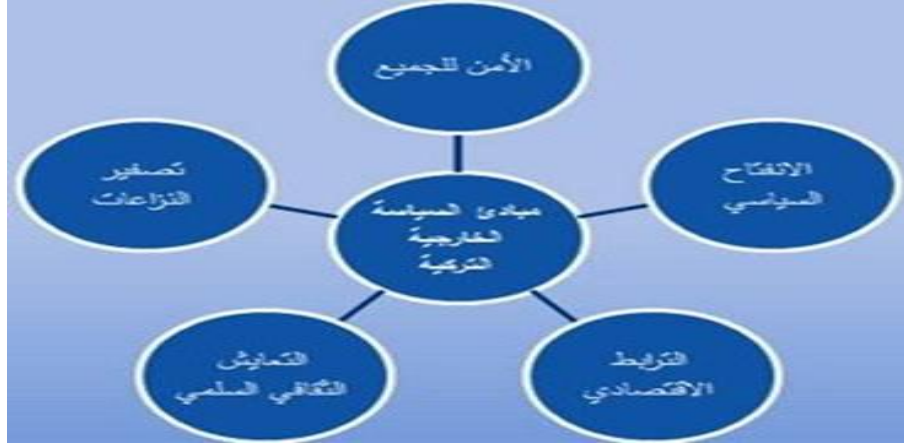 الأمن للجميع
الانفتاح
السياسي
تصفير
النزاعات
مبادئ السياسة
الخارجية
التركية
الترابط
الاقتصادي
التعايش
الثقافي السلمي